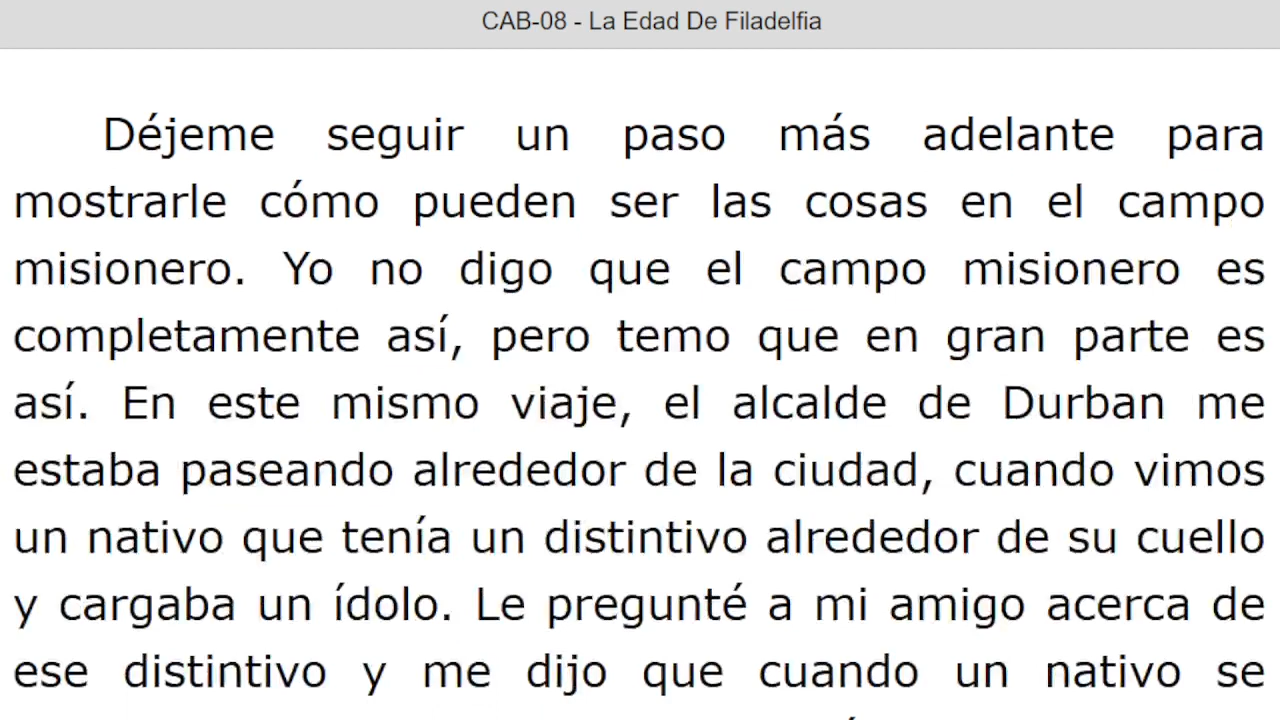 CAB-08 - La Edad De Filadelfia
Déjeme seguir un paso más adelante para
mostrarle cómo pueden ser las cosas en el campo
misionero. Yo no digo que el campo misionero es
completamente así, pero temo que en gran parte es
así. En este mismo viaje, el alcalde de Durban me
estaba paseando alrededor de la ciudad, cuando vimos
un nativo que tenía un distintivo alrededor de su cuello
y cargaba un ídolo. Le pregunté a mi amigo acerca de
ese distintivo y me dijo que cuando un nativo se